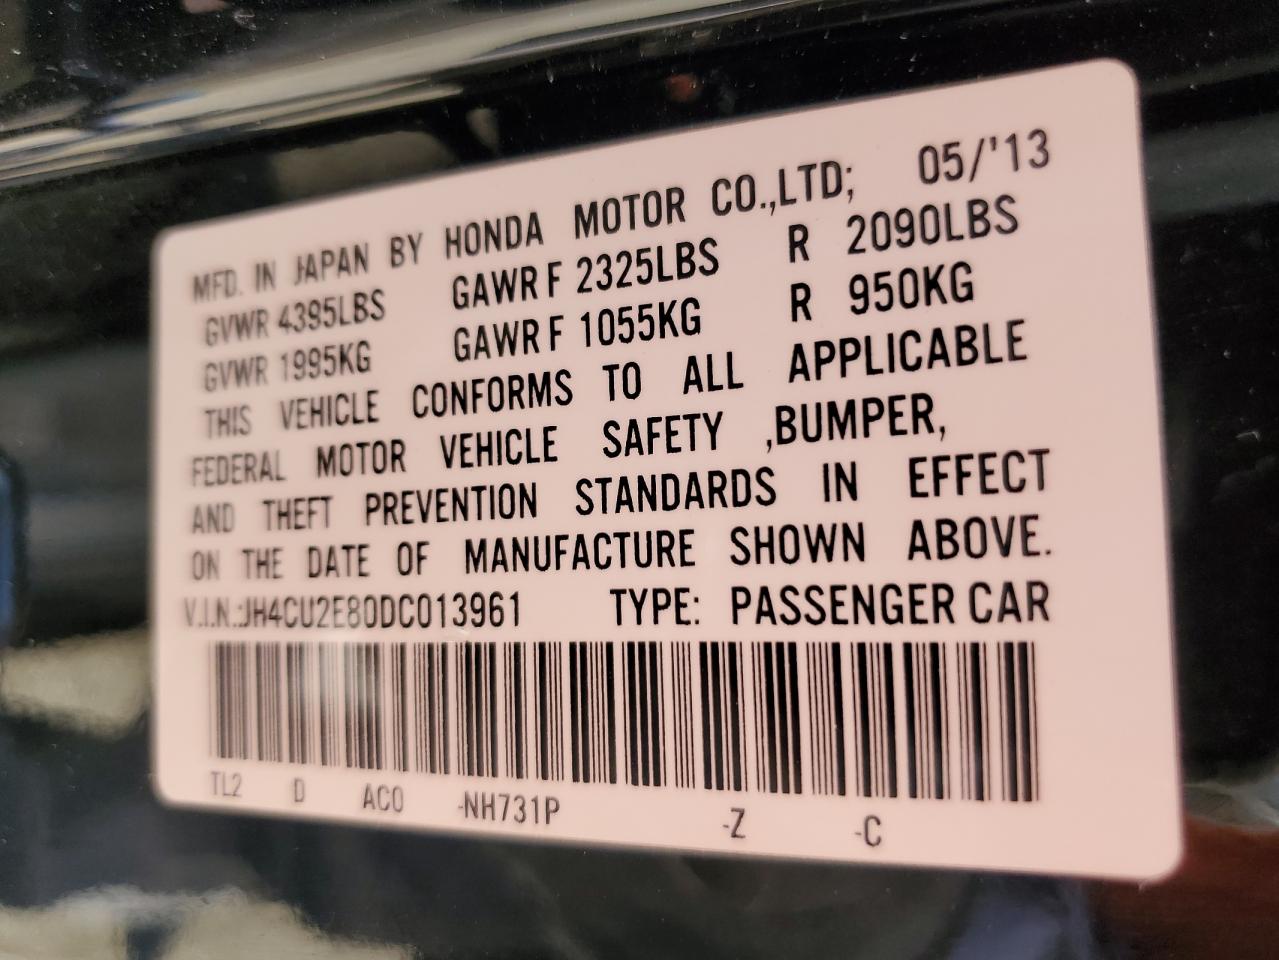 MFD. IN JAPAN BY HONDA MOTOR CO.,LTD; 05/'13
GVWR 4395LBS GAWR F 2325LBS R 2090LBS
GVWR 1995KG GAWR F 1055KG R 950KG
THIS VEHICLE CONFORMS TO ALL APPLICABLE
FEDERAL MOTOR VEHICLE SAFETY ,BUMPER,
AND THEFT PREVENTION STANDARDS IN EFFECT
ON THE DATE OF MANUFACTURE SHOWN ABOVE.
V.I.N.:JH4CU2E80DC013961 TYPE: PASSENGER CAR
TL2 D AC0 -NH731P -Z -C